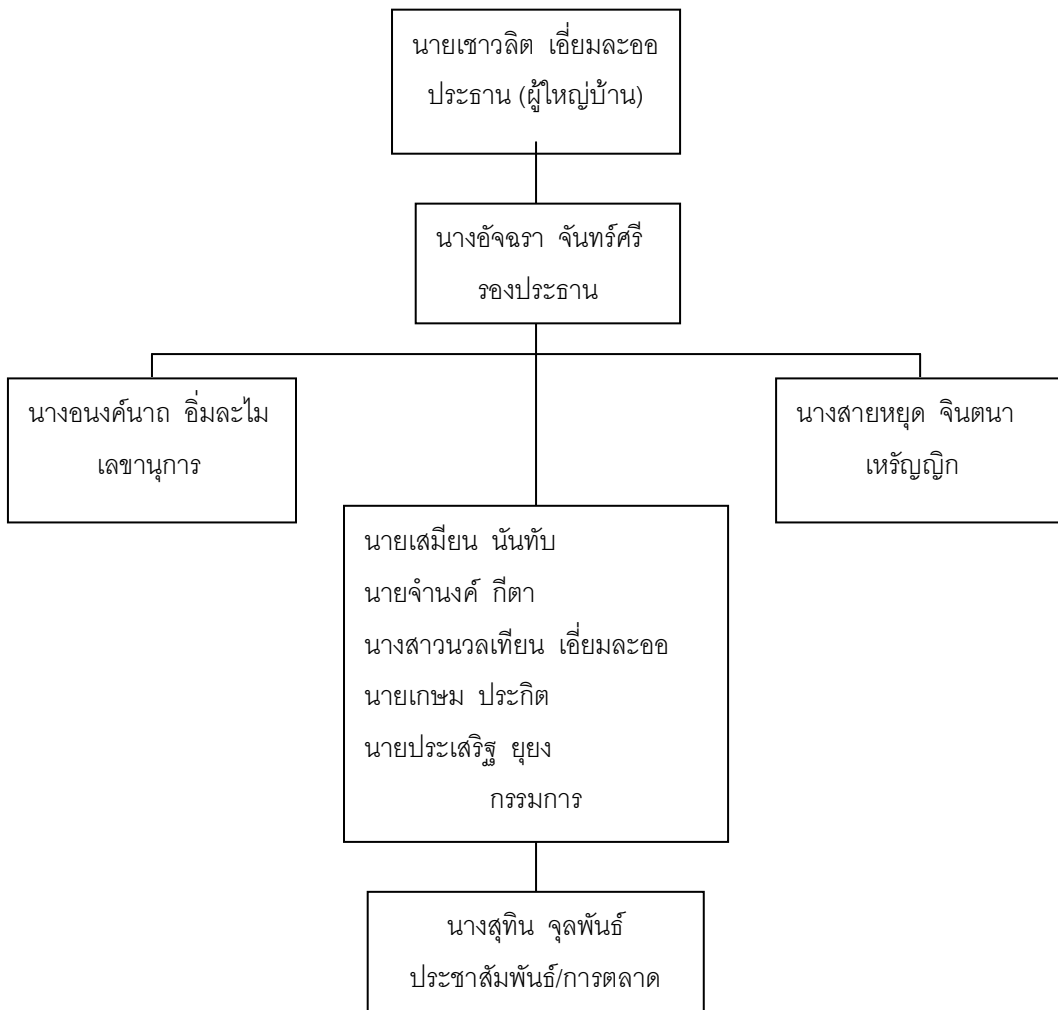 นายเชาวลิต เอี่ยมละออ
ประธาน (ผู้ใหญ่บ้าน)
นางอัจฉรา จันทร์ศรี
รองประธาน
นางอนงค์นาถ อิ่มละไม
เลขานุการ
นางสายหยุด จินตนา
เหรัญญิก
นายเสมียน นันทับ
นายจำนงค์ กีตา
นางสาวนวลเทียน เอี่ยมละออ
นายเกษม ประกิต
นายประเสริฐ ยุยง
กรรมการ
นางสุทิน จุลพันธ์
ประชาสัมพันธ์/การตลาด